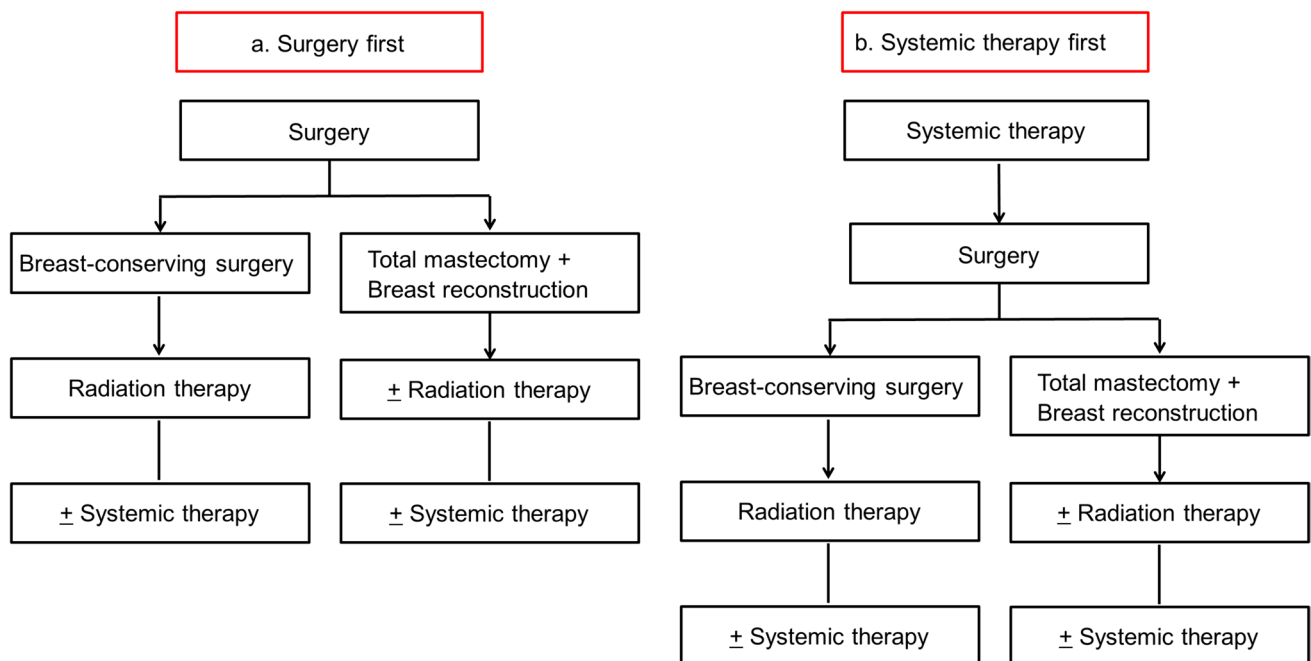 a. Surgery first
Surgery
Breast-conserving surgery
Total mastectomy +
Breast reconstruction
Radiation therapy
± Radiation therapy
± Systemic therapy
± Systemic therapy
b. Systemic therapy first
Systemic therapy
Surgery
Breast-conserving surgery
Total mastectomy +
Breast reconstruction
Radiation therapy
± Radiation therapy
± Systemic therapy
± Systemic therapy